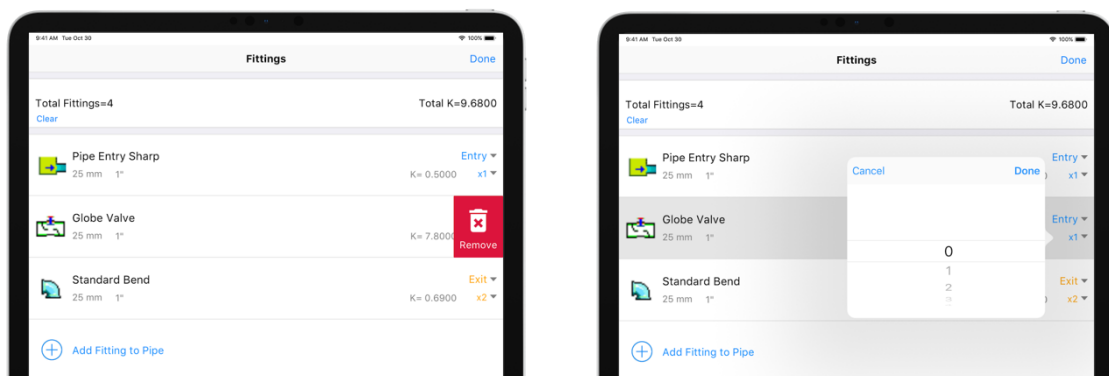 9:41 AM Tue Oct 30 100%
Fittings Done
Total Fittings=4 Total K=9.6800
Clear
Pipe Entry Sharp Entry
25 mm 1" K= 0.5000 x1
Globe Valve
25 mm 1" K= 7.8000
Remove
Standard Bend Exit
25 mm 1" K= 0.6900 x2
Add Fitting to Pipe
9:41 AM Tue Oct 30 100%
Fittings Done
Total Fittings=4 Total K=9.6800
Clear
Pipe Entry Sharp Entry
25 mm 1" x1
Cancel Done
Globe Valve Entry
25 mm 1" x1
0
1
2
Standard Bend Exit
25 mm 1" x2
Add Fitting to Pipe